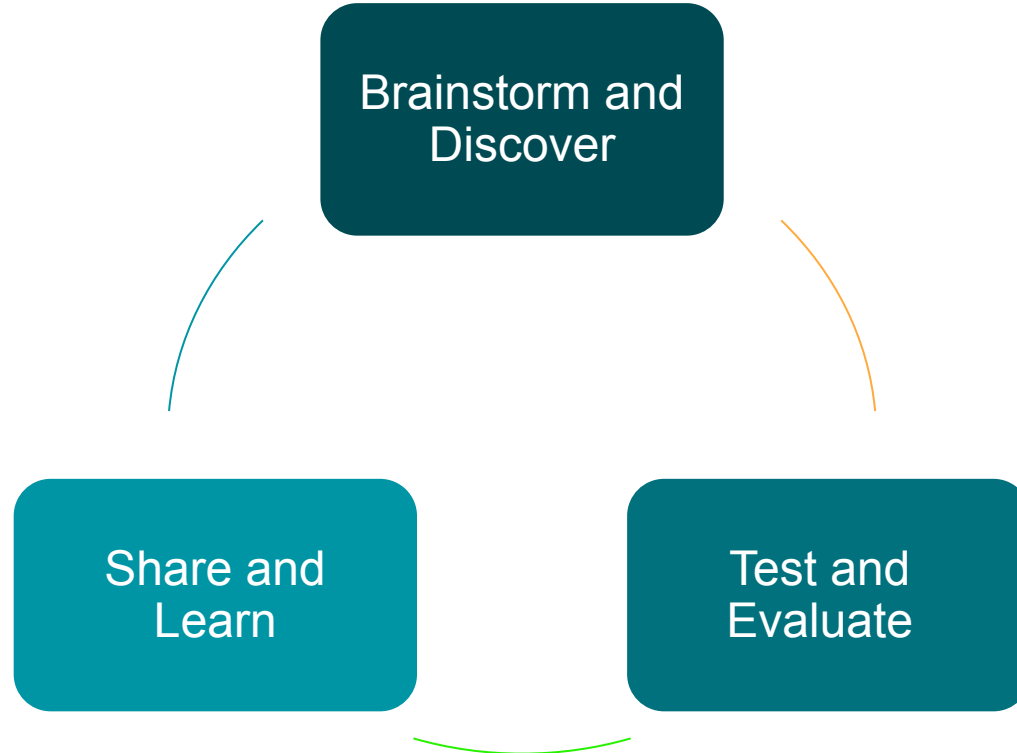 Brainstorm and
Discover
Share and
Learn
Test and
Evaluate